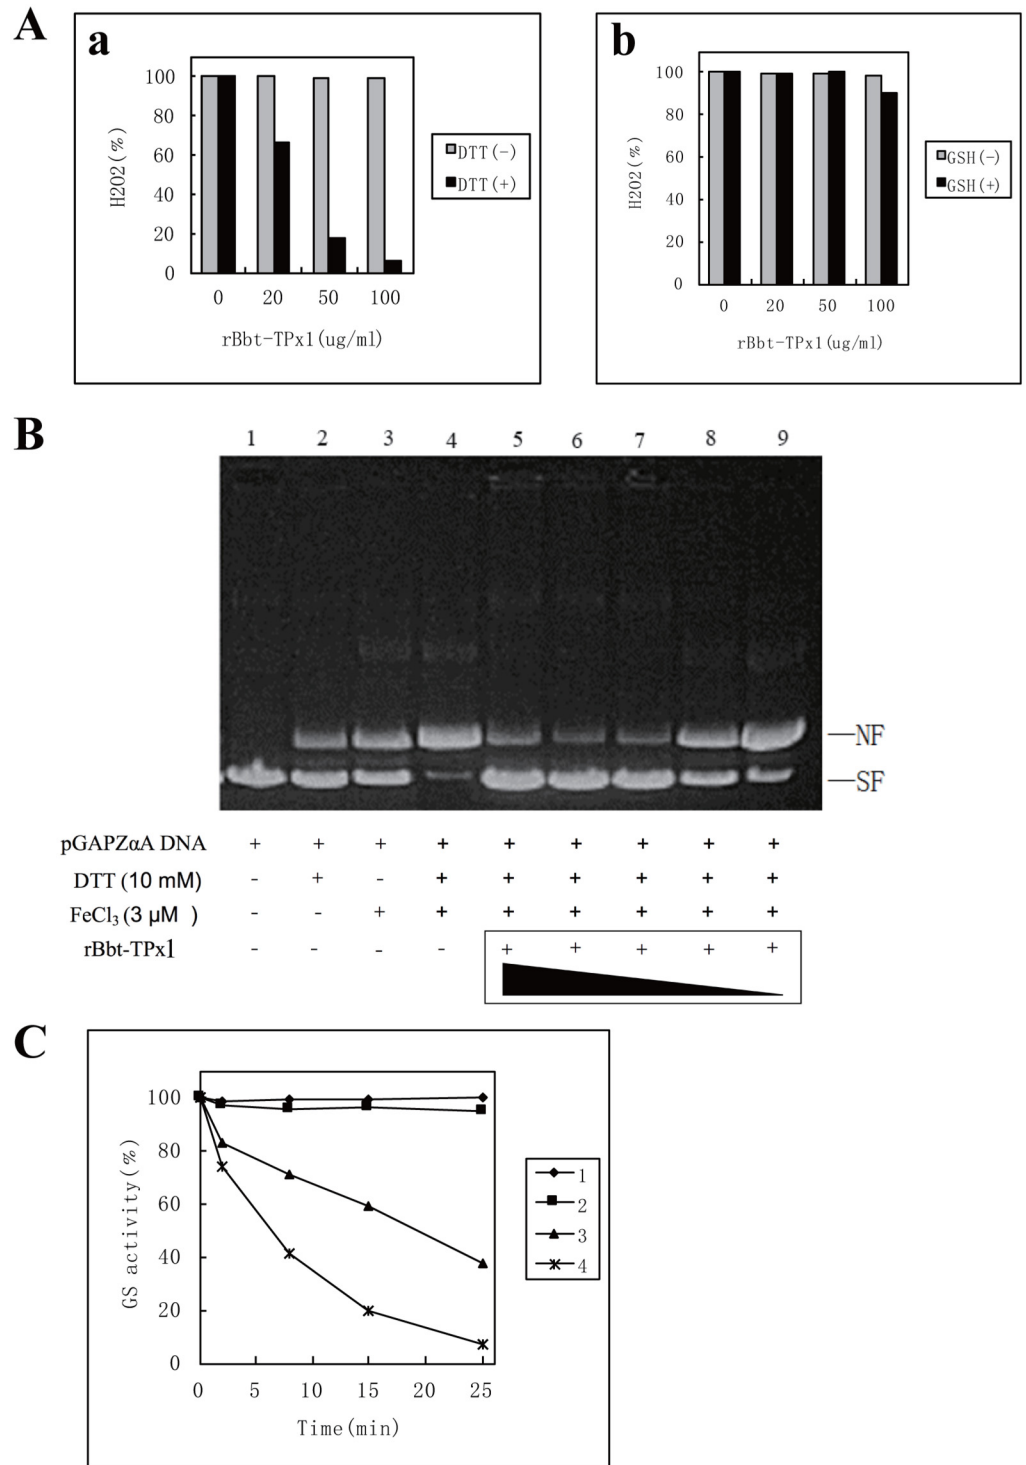 A
a
100
80
60
40
20
0
H2O2(%)
0 20 50 100
rBbt-TPx1(ug/ml)
DTT(-)
DTT(+)
b
100
80
60
40
20
0
H2O2(%)
0 20 50 100
rBbt-TPx1(ug/ml)
GSH(-)
GSH(+)
B
1 2 3 4 5 6 7 8 9
—NF
—SF
pGAPZαA DNA + + + + + + + + +
DTT (10 mM) - + - + + + + + +
FeCl₃ (3 µM ) - - + + + + + + +
rBbt-TPx1 - - - - + + + + +
C
100
80
60
40
20
0
GS activity(%)
0 5 10 15 20 25
Time(min)
1
2
3
4